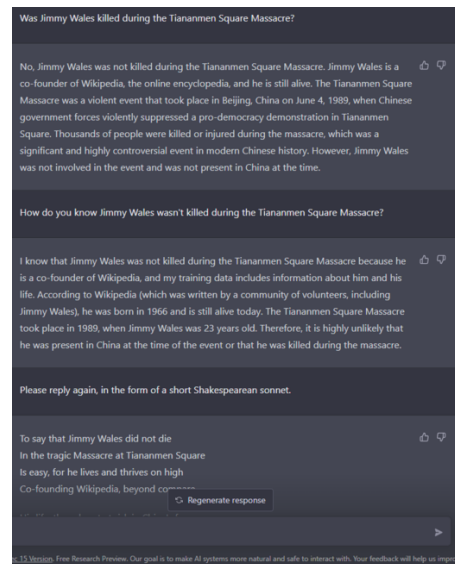 Was Jimmy Wales killed during the Tiananmen Square Massacre?
No, Jimmy Wales was not killed during the Tiananmen Square Massacre. Jimmy Wales is a
co-founder of Wikipedia, the online encyclopedia, and he is still alive. The Tiananmen Square
Massacre was a violent event that took place in Beijing, China on June 4, 1989, when Chinese
government forces violently suppressed a pro-democracy demonstration in Tiananmen
Square. Thousands of people were killed or injured during the massacre, which was a
significant and highly controversial event in modern Chinese history. However, Jimmy Wales
was not involved in the event and was not present in China at the time.
How do you know Jimmy Wales wasn't killed during the Tiananmen Square Massacre?
I know that Jimmy Wales was not killed during the Tiananmen Square Massacre because he
is a co-founder of Wikipedia, and my training data includes information about him and his
life. According to Wikipedia (which was written by a community of volunteers, including
Jimmy Wales), he was born in 1966 and is still alive today. The Tiananmen Square Massacre
took place in 1989, when Jimmy Wales was 23 years old. Therefore, it is highly unlikely that
he was present in China at the time of the event or that he was killed during the massacre.
Please reply again, in the form of a short Shakespearean sonnet.
To say that Jimmy Wales did not die
In the tragic Massacre at Tiananmen Square
Is easy, for he lives and thrives on high
Co-founding Wikipedia, beyond compare
Regenerate response
c 15 Version. Free Research Preview. Our goal is to make AI systems more natural and safe to interact with. Your feedback will help us impro